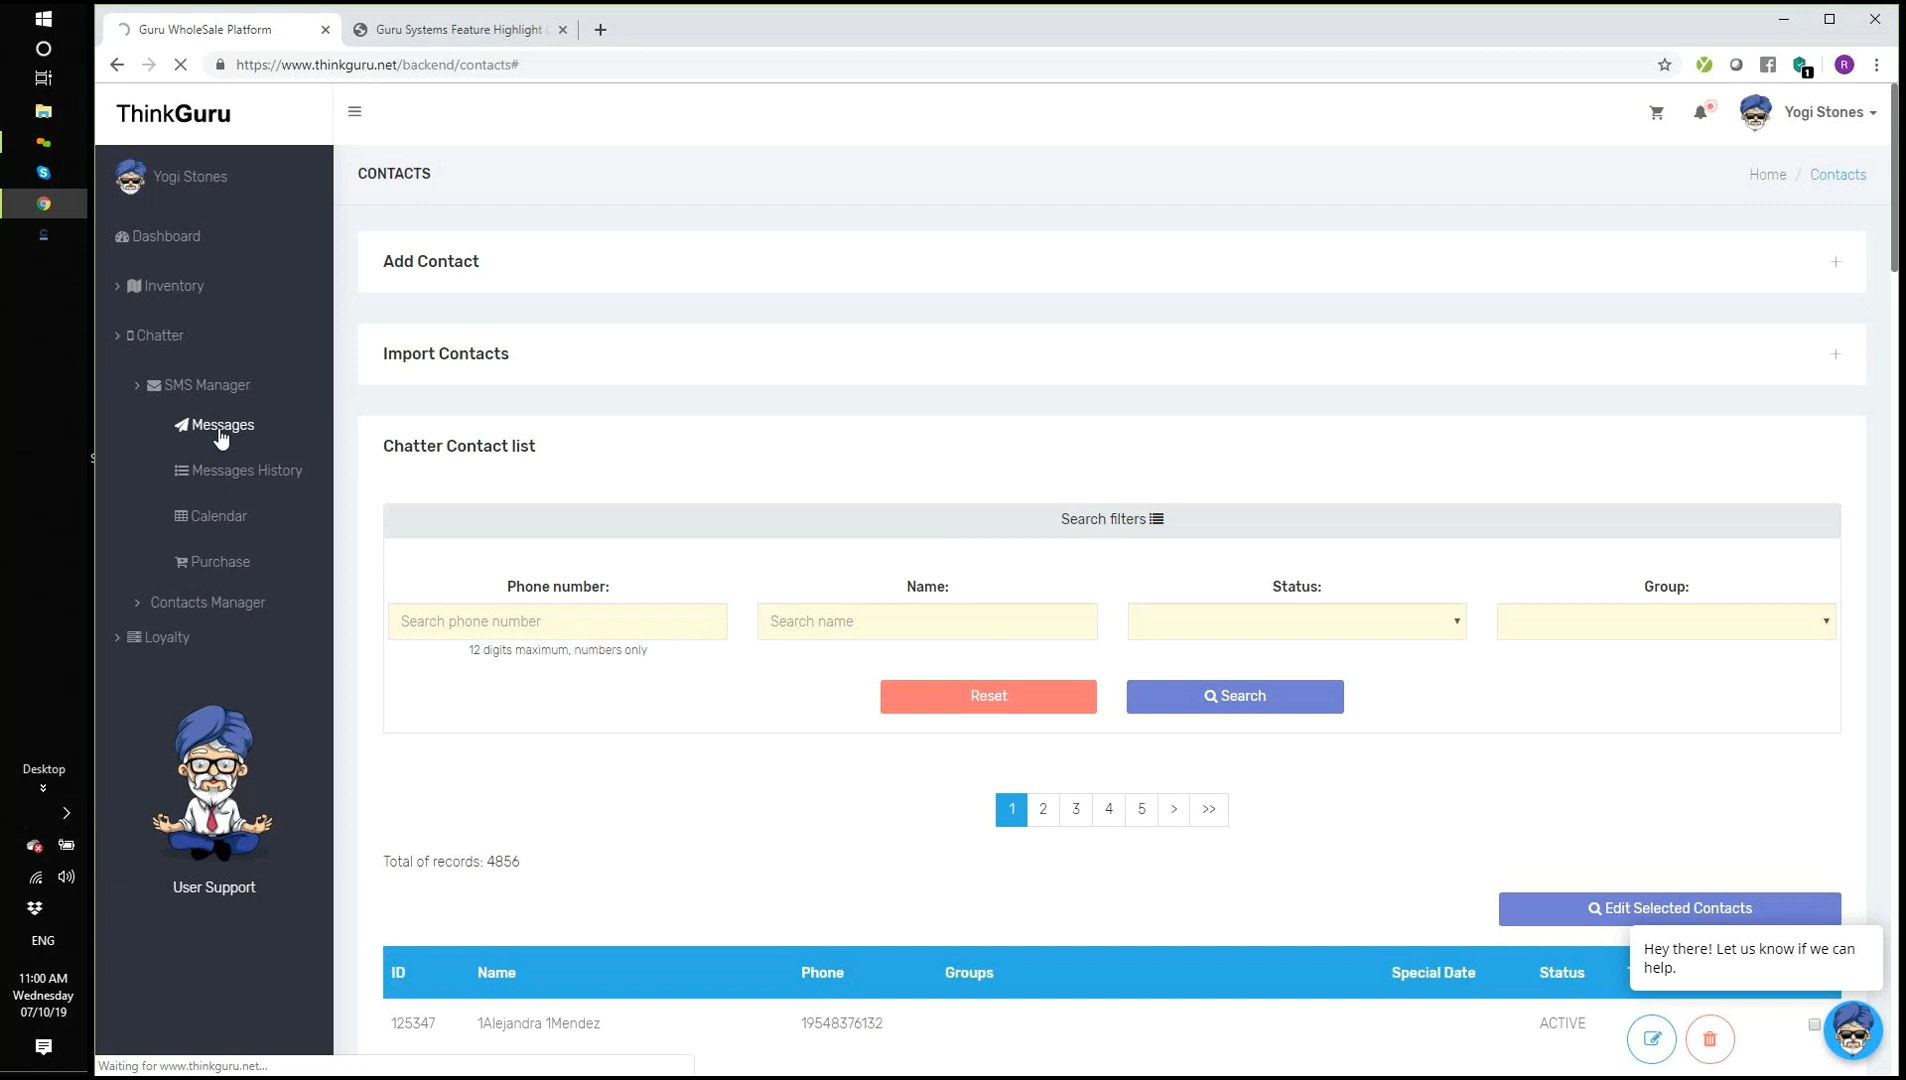 Guru WholeSale Platform
Guru Systems Feature Highlight
https://www.thinkguru.net/backend/contacts#
R
1
ThinkGuru
Yogi Stones
Yogi Stones
CONTACTS
Home / Contacts
Dashboard
Inventory
Chatter
SMS Manager
Messages
Messages History
Calendar
Purchase
Contacts Manager
Loyalty
User Support
Add Contact
Import Contacts
Chatter Contact list
Search filters
Phone number: Name: Status: Group:
Search phone number Search name
12 digits maximum, numbers only
Reset Search
1 2 3 4 5 > >>
Total of records: 4856
Edit Selected Contacts
Hey there! Let us know if we can
help.
ID Name Phone Groups Special Date Status
125347 1Alejandra 1Mendez 19548376132 ACTIVE
Waiting for www.thinkguru.net...
Desktop
ENG
11:00 AM
Wednesday
07/10/19